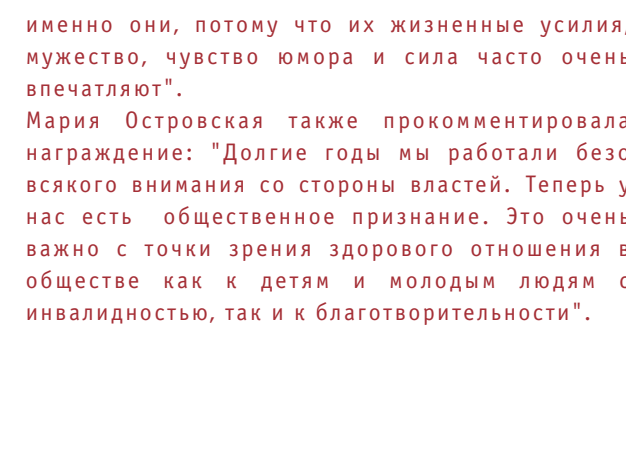 именно они, потому что их жизненные усилия,
мужество, чувство юмора и сила часто очень
впечатляют".
Мария Островская также прокомментировала
награждение: "Долгие годы мы работали безо
всякого внимания со стороны властей. Теперь у
нас есть общественное признание. Это очень
важно с точки зрения здорового отношения в
обществе как к детям и молодым людям с
инвалидностью, так и к благотворительности".